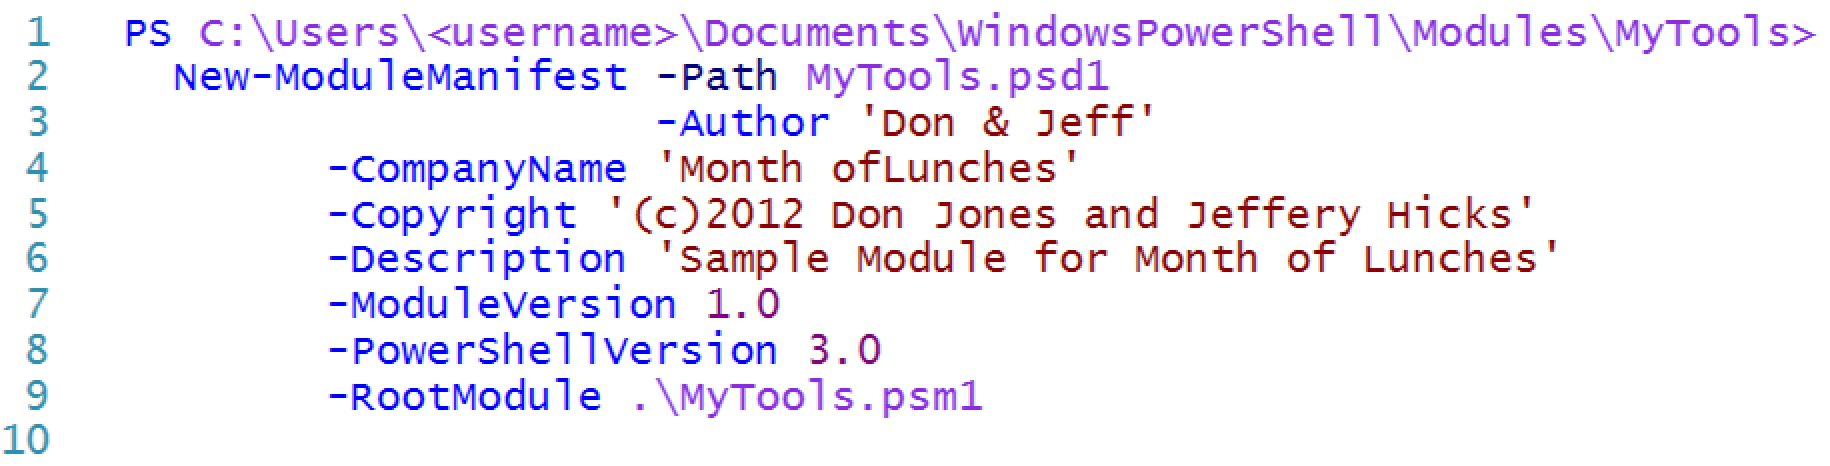 1 PS C:\Users\<username>\Documents\WindowsPowerShell\Modules\MyTools>
2 New-ModuleManifest -Path MyTools.psd1
3 -Author 'Don & Jeff'
4 -CompanyName 'Month ofLunches'
5 -Copyright '(c)2012 Don Jones and Jeffery Hicks'
6 -Description 'Sample Module for Month of Lunches'
7 -ModuleVersion 1.0
8 -PowerShellVersion 3.0
9 -RootModule .\MyTools.psm1
10